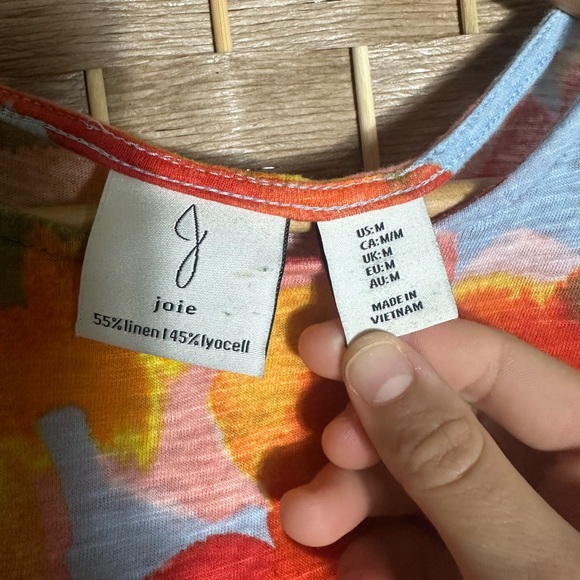 J
joie
55% linen | 45% lyocell
US: M
CA: M/M
UK: M
EU: M
AU: M
MADE IN
VIETNAM